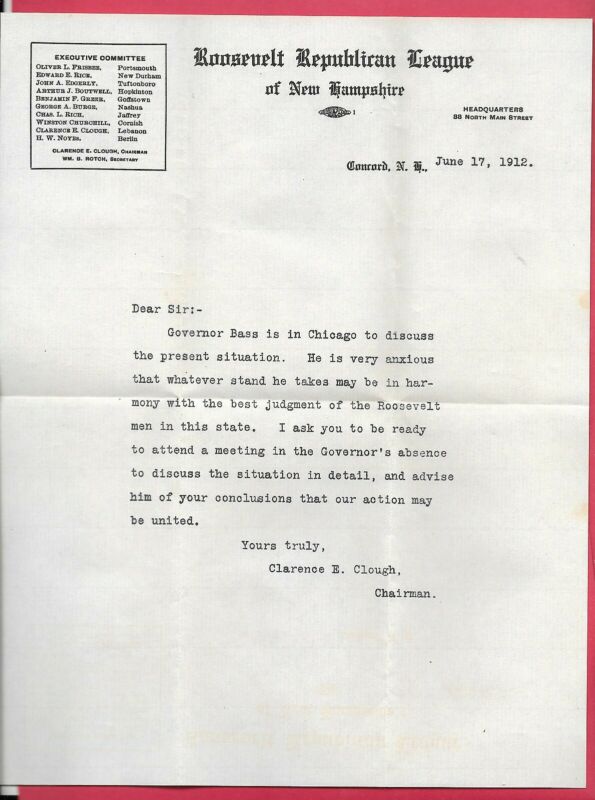 EXECUTIVE COMMITTEE
OLIVER L. FRISBEE, Portsmouth
EDWARD E. RICE, New Durham
JOHN A. EDGERLY, Tuftonboro
ARTHUR J. BOUTWELL, Hopkinton
BENJAMIN F. GREER, Goffstown
GEORGE A. BURGE, Nashua
CHAS. L. RICH, Jaffrey
WINSTON CHURCHILL, Cornish
CLARENCE E. CLOUGH, Lebanon
H. W. NOYES, Berlin
CLARENCE E. CLOUGH, CHAIRMAN
WM. B. ROTCH, SECRETARY
Roosevelt Republican League
of New Hampshire
HEADQUARTERS
88 NORTH MAIN STREET
Concord, N. H., June 17, 1912.
Dear Sir:-
Governor Bass is in Chicago to discuss
the present situation. He is very anxious
that whatever stand he takes may be in har-
mony with the best judgment of the Roosevelt
men in this state. I ask you to be ready
to attend a meeting in the Governor's absence
to discuss the situation in detail, and advise
him of your conclusions that our action may
be united.
Yours truly,
Clarence E. Clough,
Chairman.